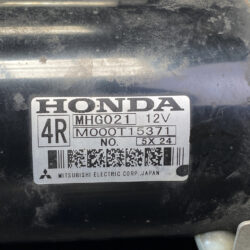 HONDA
4R MHG021 12V
M000T15371
NO. 5X 24
MITSUBISHI ELECTRIC CORP. JAPAN